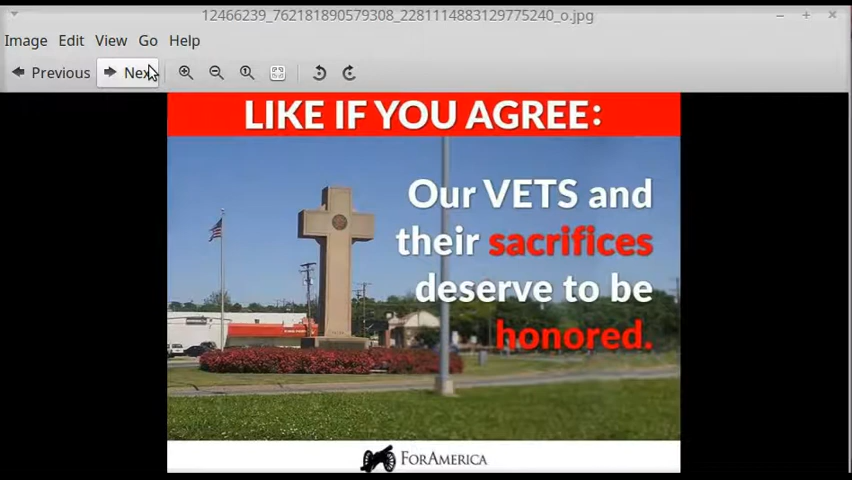 12466239_762181890579308_2281114883129775240_o.jpg
Image Edit View Go Help
Previous Next
LIKE IF YOU AGREE:
Our VETS and
their sacrifices
deserve to be
honored.
FORAMERICA